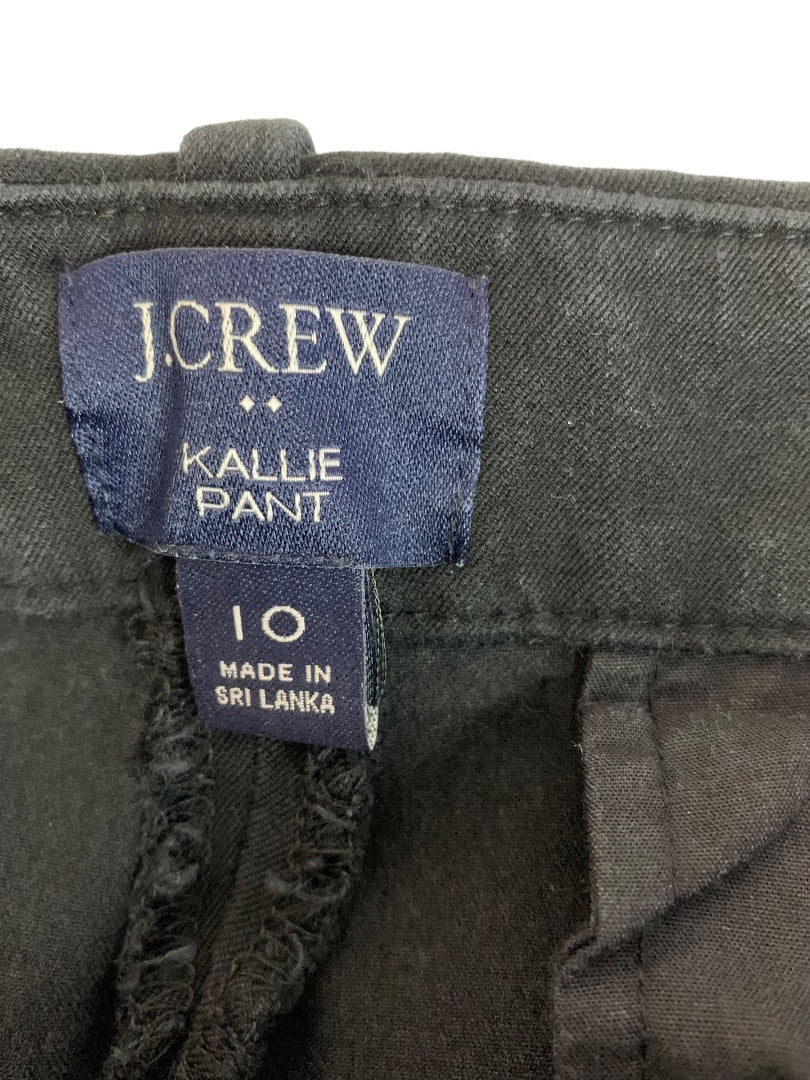 J.CREW
KALLIE
PANT
10
MADE IN
SRI LANKA